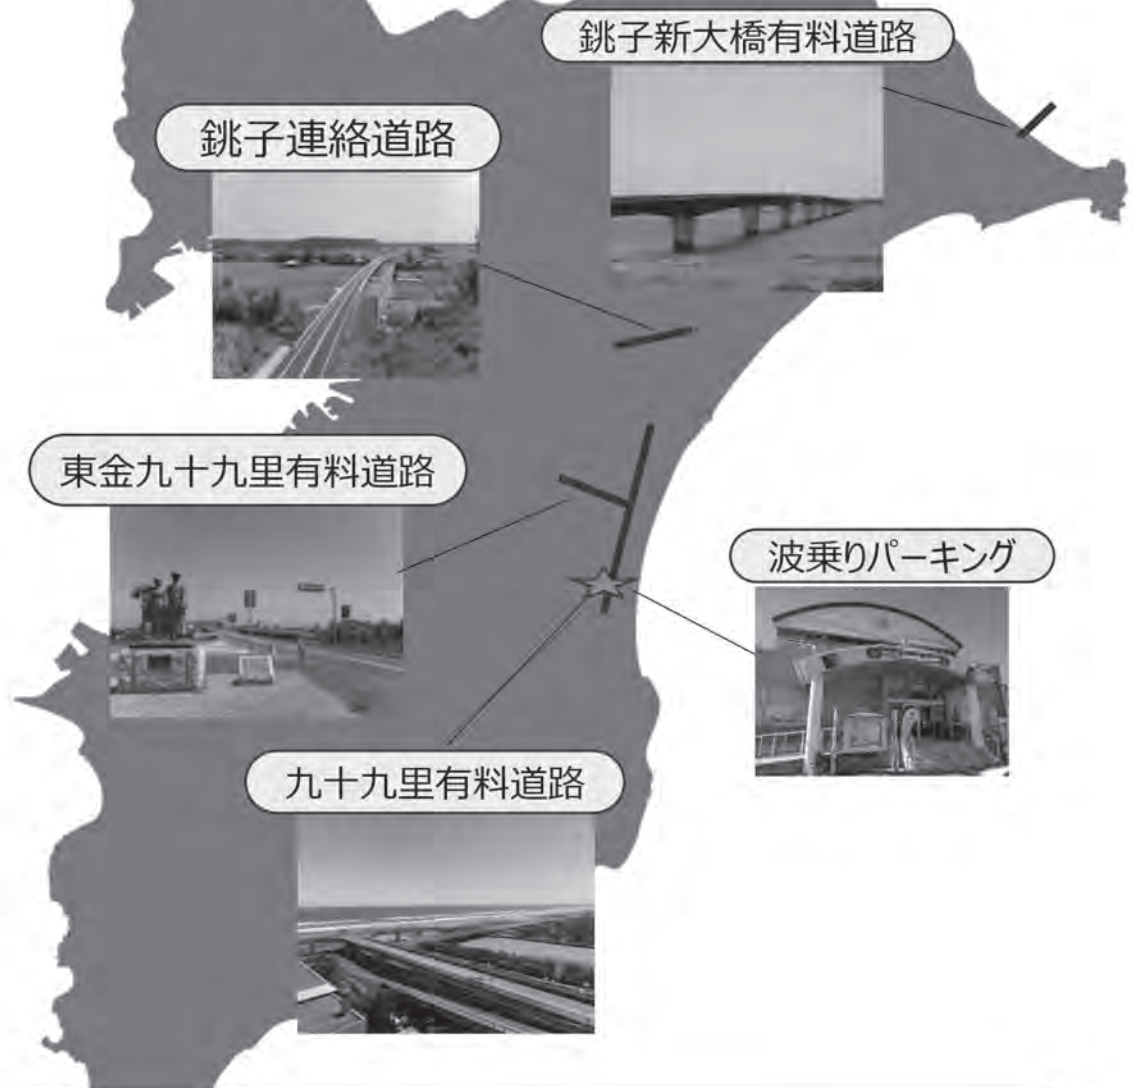 銚子新大橋有料道路
銚子連絡道路
東金九十九里有料道路
波乗りパーキング
九十九里有料道路